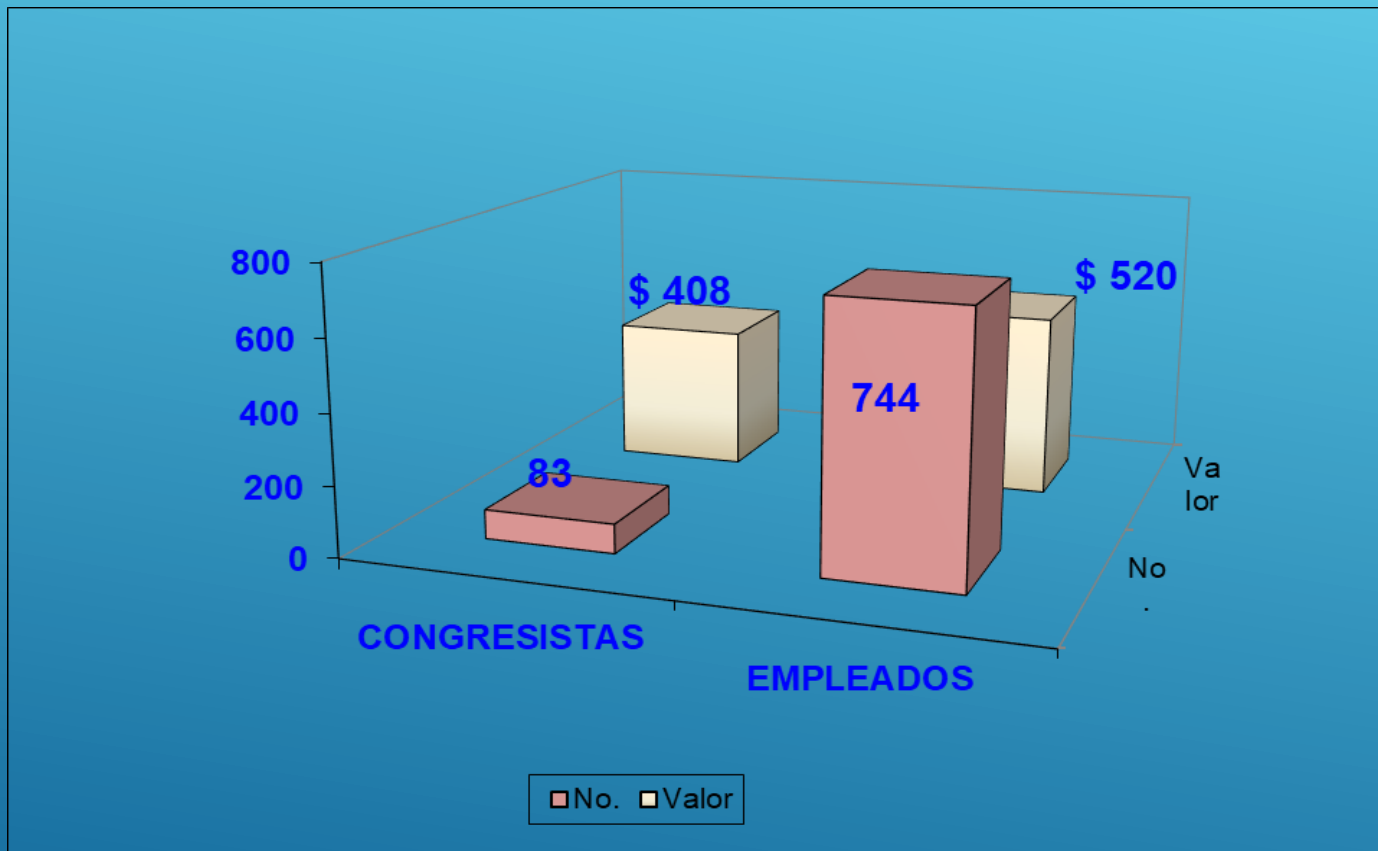 800
600
400
200
0
$ 408
$ 520
744
83
CONGRESISTAS
EMPLEADOS
Va
lor
No
.
No.
Valor